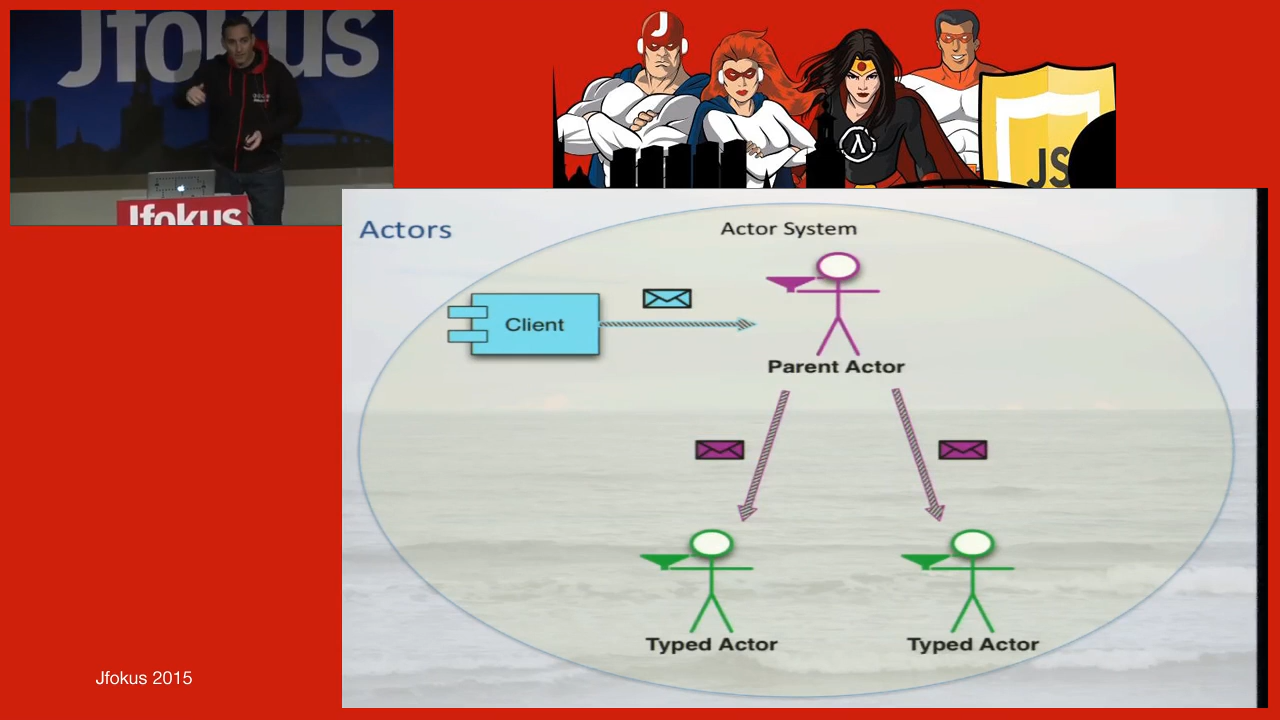 Jfokus
Jfokus
J
JS
Actors
Actor System
Client
Parent Actor
Typed Actor
Typed Actor
Jfokus 2015